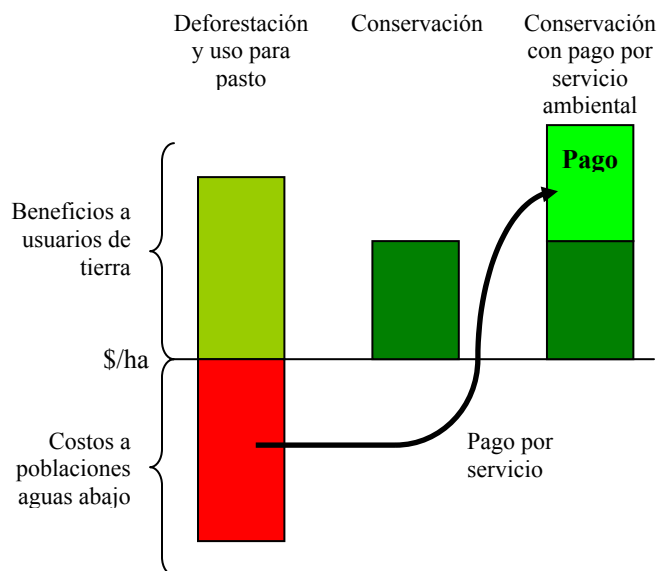 Deforestación
y uso para
pasto
Conservación
Conservación
con pago por
servicio
ambiental
Pago
Beneficios a
usuarios de
tierra
$/ha
Costos a
poblaciones
aguas abajo
Pago por
servicio